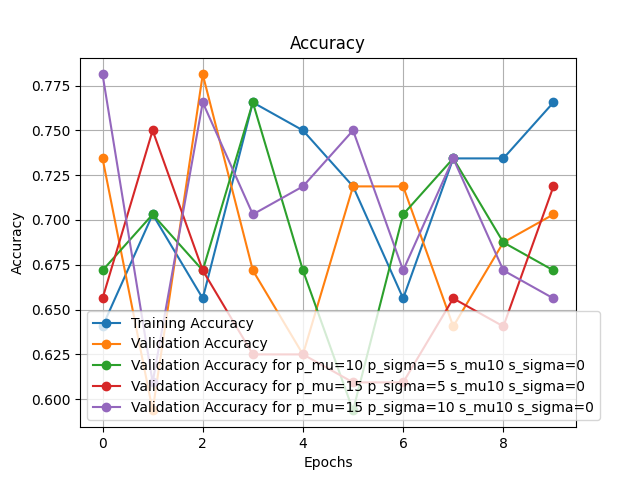 Accuracy
0.775
0.750
0.725
0.700
0.675
0.650
0.625
0.600
Accuracy
Training Accuracy
Validation Accuracy
Validation Accuracy for p_mu=10 p_sigma=5 s_mu10 s_sigma=0
Validation Accuracy for p_mu=15 p_sigma=5 s_mu10 s_sigma=0
Validation Accuracy for p_mu=15 p_sigma=10 s_mu10 s_sigma=0
0 2 4 6 8
Epochs